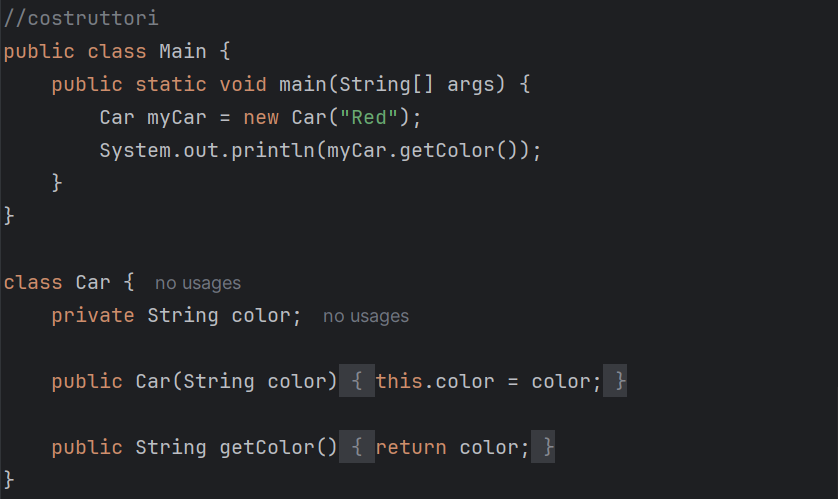 //costruttori
public class Main {
    public static void main(String[] args) {
        Car myCar = new Car("Red");
        System.out.println(myCar.getColor());
    }
}
class Car { no usages
    private String color; no usages
    public Car(String color) { this.color = color; }
    public String getColor() { return color; }
}